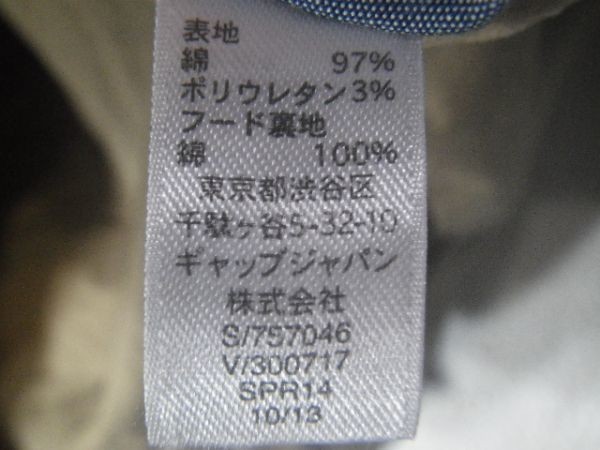 表地
綿 97%
ポリウレタン3%
フード裏地
綿 100%
東京都渋谷区
千駄ヶ谷5-32-10
ギャップジャパン
株式会社
S/757046
V/300717
SPR14
10/13